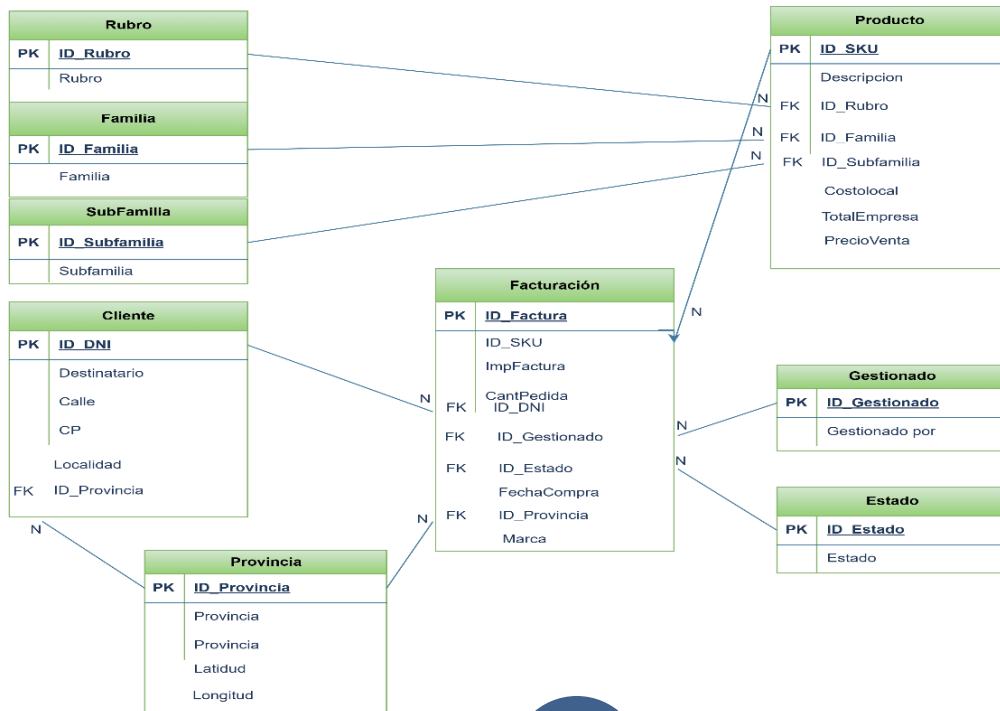 Rubro
PK ID_Rubro
Rubro
Familia
PK ID_Familia
Familia
SubFamilia
PK ID_Subfamilia
Subfamilia
Cliente
PK ID_DNI
Destinatario
Calle
CP
Localidad
FK ID_Provincia
N
Provincia
PK ID_Provincia
Provincia
Provincia
Latidud
Longitud
Facturación
PK ID_Factura
ID_SKU
ImpFactura
CantPedida
N FK ID_DNI
FK ID_Gestionado
FK ID_Estado
FechaCompra
N FK ID_Provincia
Marca
Producto
PK ID_SKU
Descripcion
N FK ID_Rubro
N FK ID_Familia
N FK ID_Subfamilia
Costolocal
TotalEmpresa
PrecioVenta
N
Gestionado
PK ID_Gestionado
N Gestionado por
N
Estado
PK ID_Estado
Estado